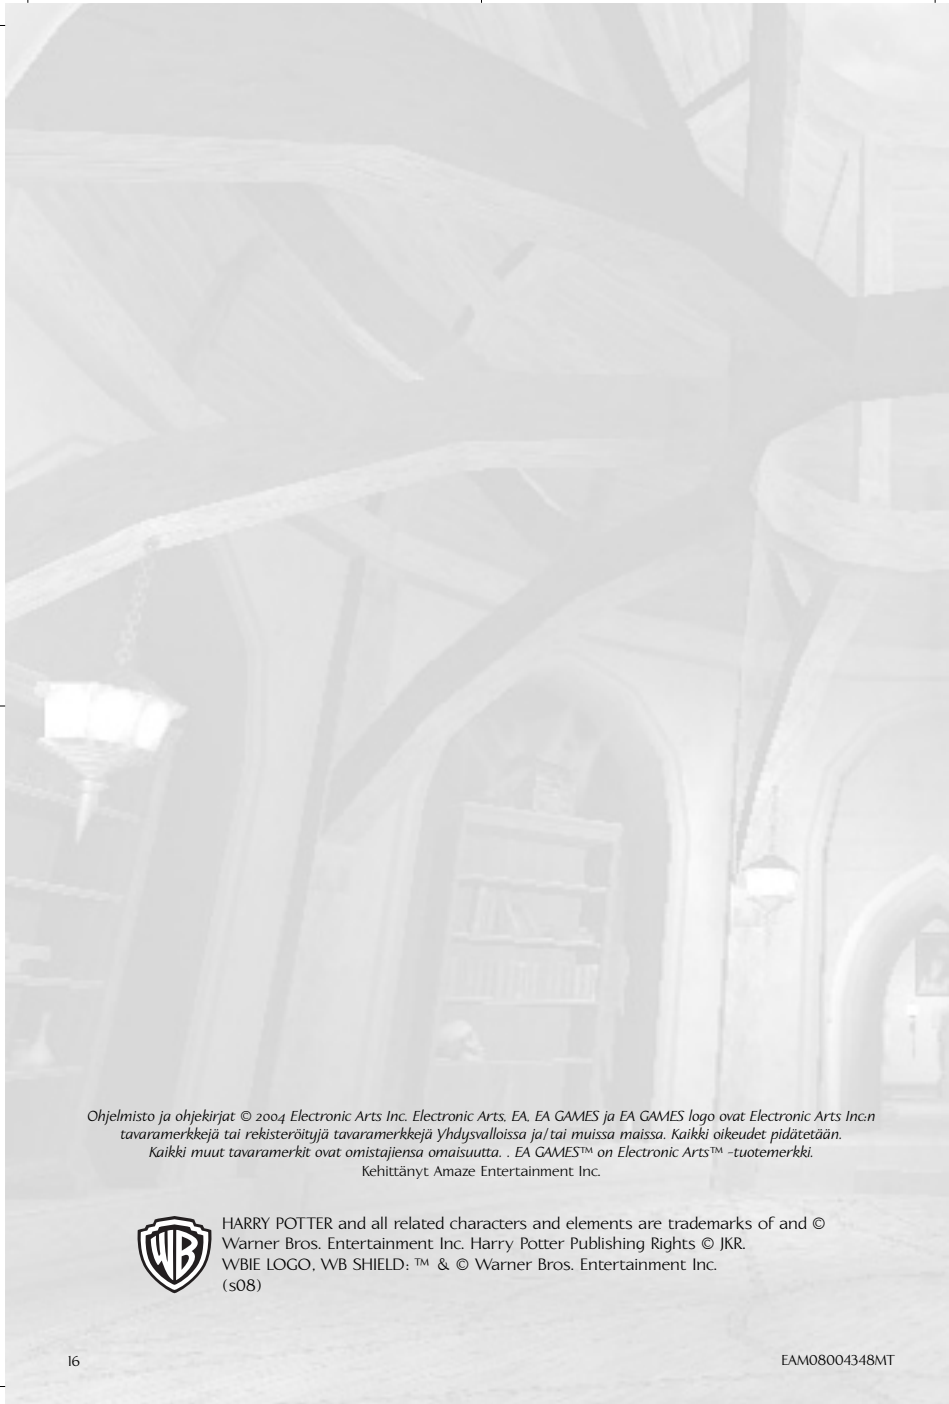 Ohjelmisto ja ohjekirjat © 2004 Electronic Arts Inc. Electronic Arts, EA, EA GAMES ja EA GAMES logo ovat Electronic Arts Inc:n
tavaramerkkejä tai rekisteröityjä tavaramerkkejä Yhdysvalloissa ja/tai muissa maissa. Kaikki oikeudet pidätetään.
Kaikki muut tavaramerkit ovat omistajiensa omaisuutta. . EA GAMES™ on Electronic Arts™ -tuotemerkki.
Kehittänyt Amaze Entertainment Inc.
WB
HARRY POTTER and all related characters and elements are trademarks of and ©
Warner Bros. Entertainment Inc. Harry Potter Publishing Rights © JKR.
WBIE LOGO, WB SHIELD: ™ & © Warner Bros. Entertainment Inc.
(s08)
16
EAM08004348MT